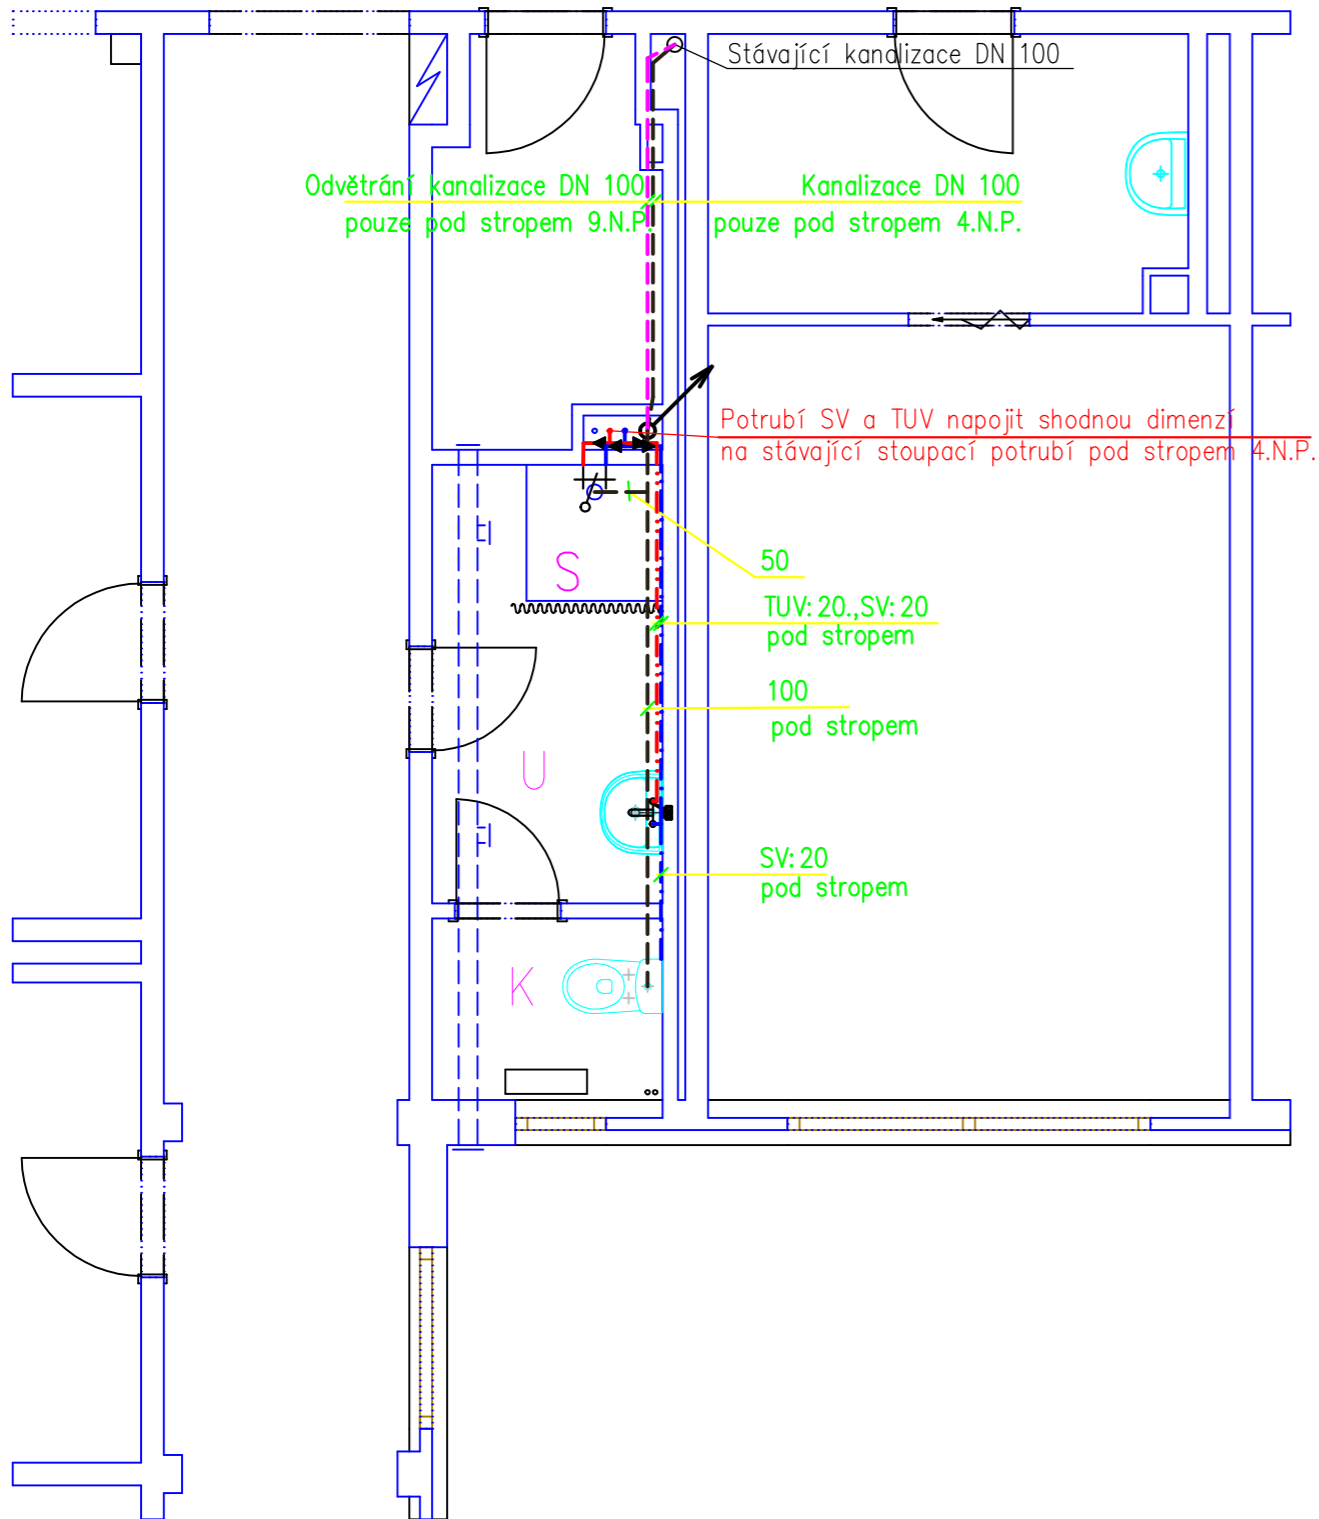 Stávající kanalizace DN 100
Odvětrání kanalizace DN 100
pouze pod stropem 9.N.P.
Kanalizace DN 100
pouze pod stropem 4.N.P.
Potrubí SV a TUV napojit shodnou dimenzí
na stávající stoupací potrubí pod stropem 4.N.P.
S
50
TUV:20.,SV:20
pod stropem
100
pod stropem
U
SV:20
pod stropem
K